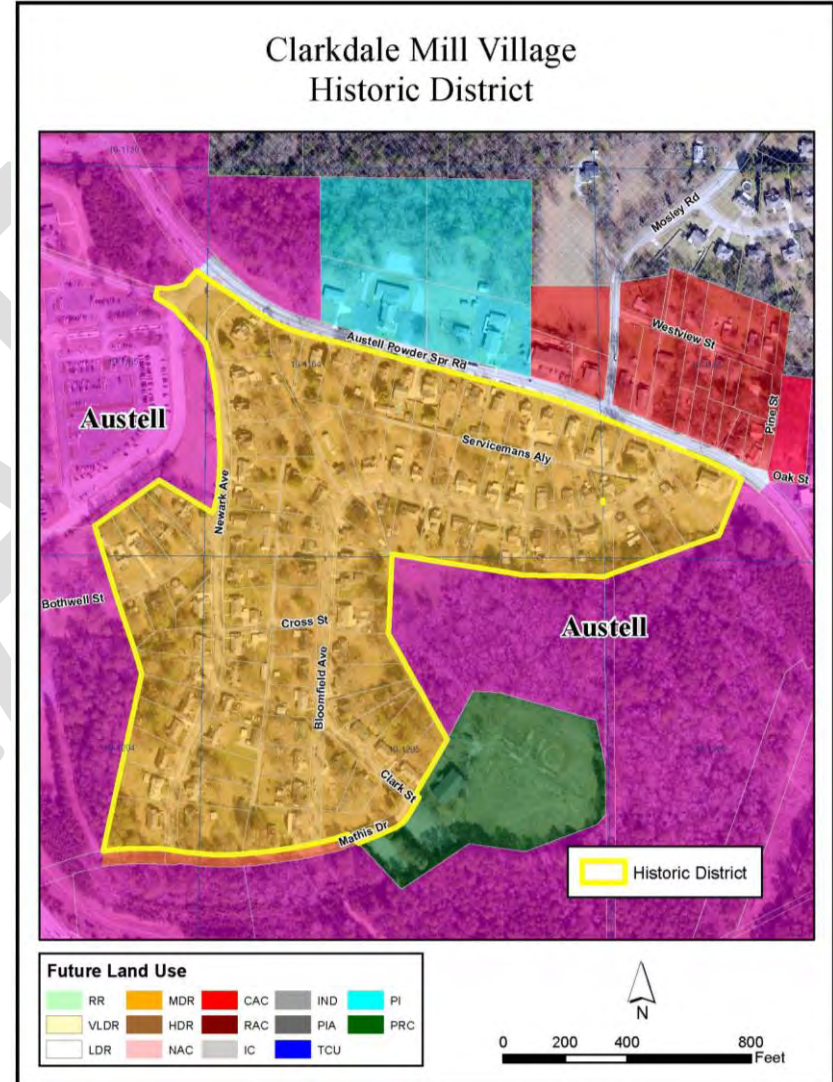 Clarkdale Mill Village
Historic District
Mosley Rd
Westview St
Austell Powder Spr Rd
Pine St
Austell
Servicemans Aly
Oak St
Newark Ave
Bothwell St
Cross St
Austell
Bloomfield Ave
Clark St
Mathis Dr
Historic District
Future Land Use
RR
MDR
CAC
IND
PI
VLDR
HDR
RAC
PIA
PRC
LDR
NAC
IC
TCU
N
0 200 400 800
Feet